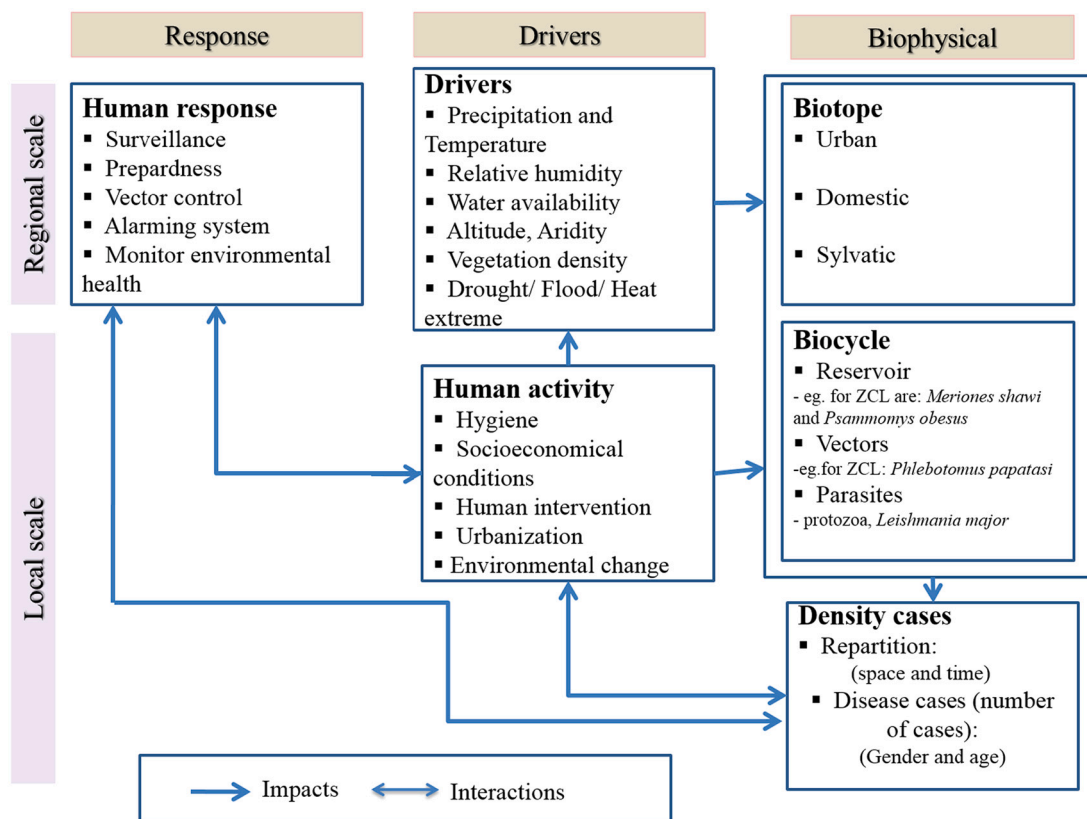 Response
Drivers
Biophysical
Regional scale
Local scale
Human response
▪ Surveillance
▪ Prepardness
▪ Vector control
▪ Alarming system
▪ Monitor environmental
health
Drivers
▪ Precipitation and
Temperature
▪ Relative humidity
▪ Water availability
▪ Altitude, Aridity
▪ Vegetation density
▪ Drought/ Flood/ Heat
extreme
Human activity
▪ Hygiene
▪ Socioeconomical
conditions
▪ Human intervention
▪ Urbanization
▪ Environmental change
Biotope
▪ Urban
▪ Domestic
▪ Sylvatic
Biocycle
▪ Reservoir
- eg. for ZCL are: Meriones shawi
and Psammomys obesus
▪ Vectors
-eg.for ZCL: Phlebotomus papatasi
▪ Parasites
- protozoa, Leishmania major
Density cases
▪ Repartition:
(space and time)
▪ Disease cases (number
of cases):
(Gender and age)
Impacts
Interactions